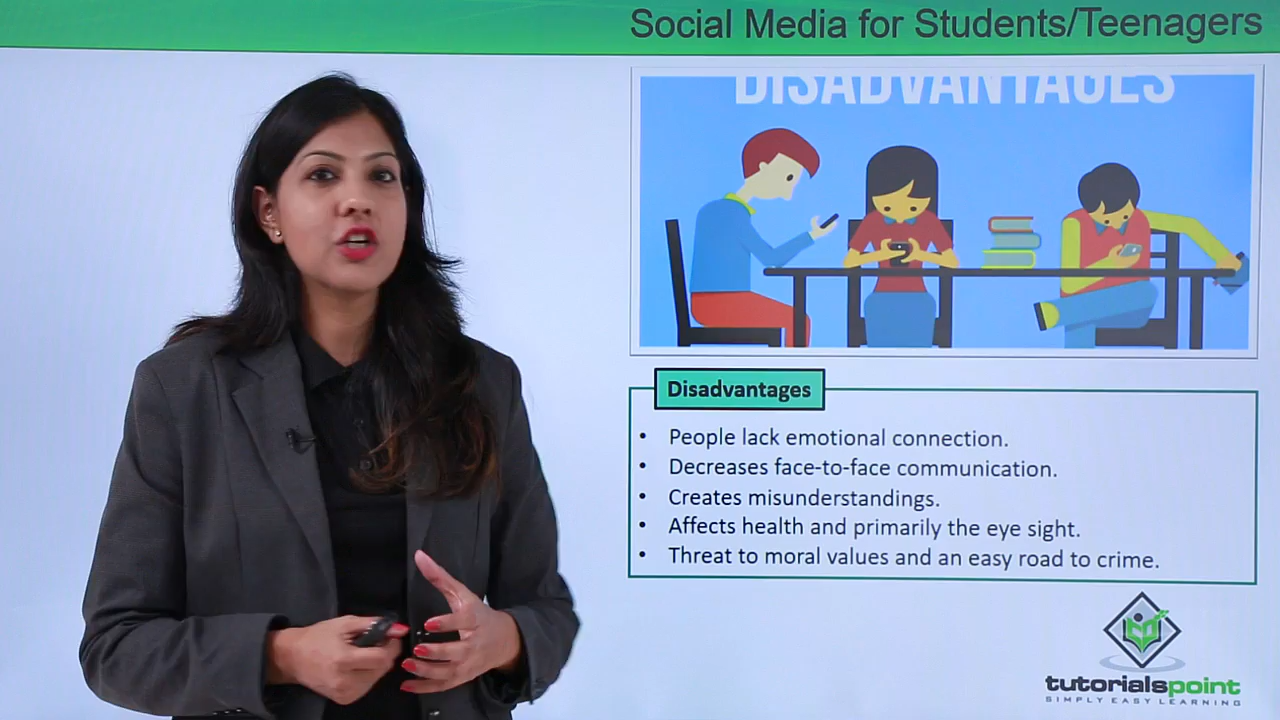 Social Media for Students/Teenagers
DISADVANTAGES
Disadvantages
• People lack emotional connection.
• Decreases face-to-face communication.
• Creates misunderstandings.
• Affects health and primarily the eye sight.
• Threat to moral values and an easy road to crime.
tutorialspoint
SIMPLY EASY LEARNING